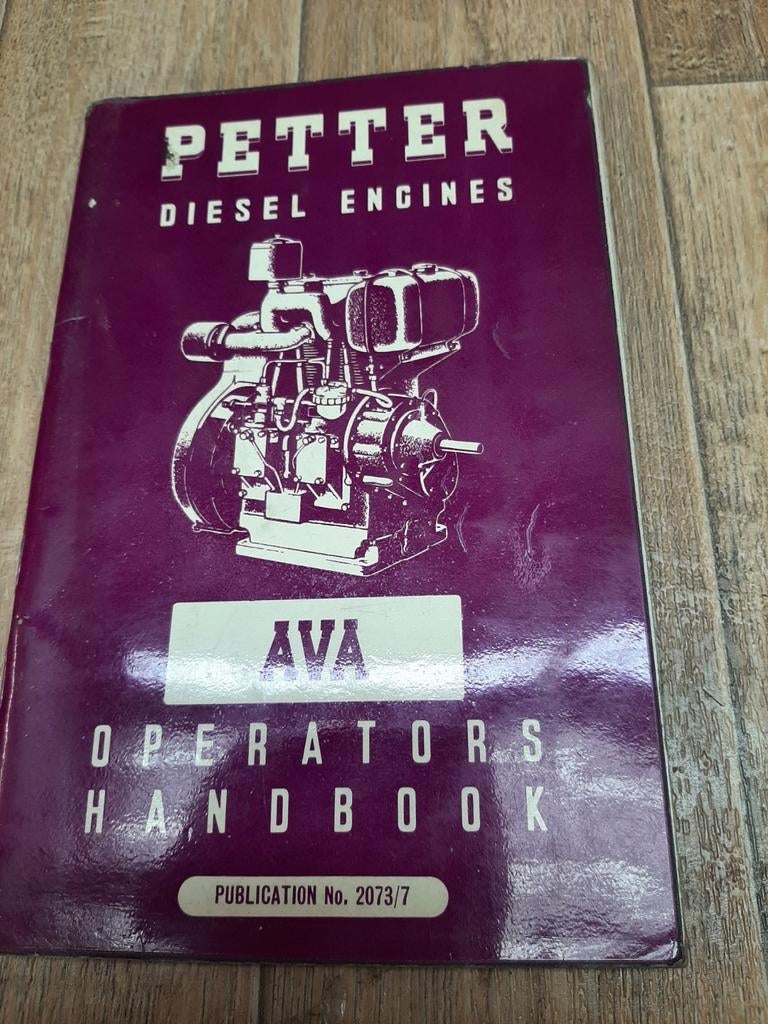 PETTER
DIESEL ENGINES
AVA
OPERATORS
HANDBOOK
PUBLICATION No. 2073/7